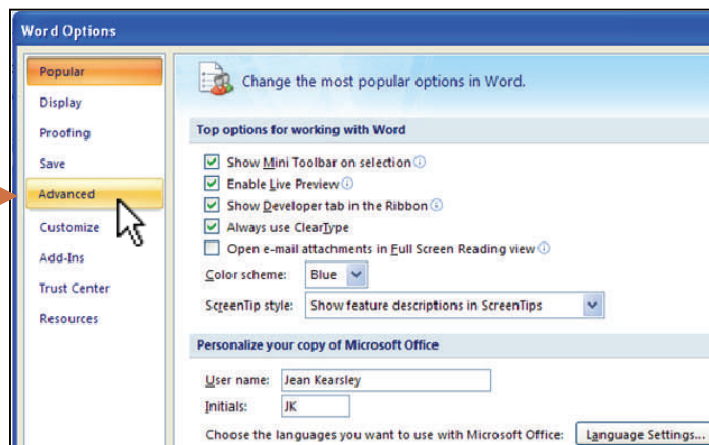 Word Options
Popular
Display
Proofing
Save
Advanced
Customize
Add-Ins
Trust Center
Resources
Change the most popular options in Word.
Top options for working with Word
Show Mini Toolbar on selection
Enable Live Preview
Show Developer tab in the Ribbon
Always use ClearType
Open e-mail attachments in Full Screen Reading view
Color scheme: Blue
ScreenTip style: Show feature descriptions in ScreenTips
Personalize your copy of Microsoft Office
User name: Jean Kearsley
Initials: JK
Choose the languages you want to use with Microsoft Office: Language Settings...